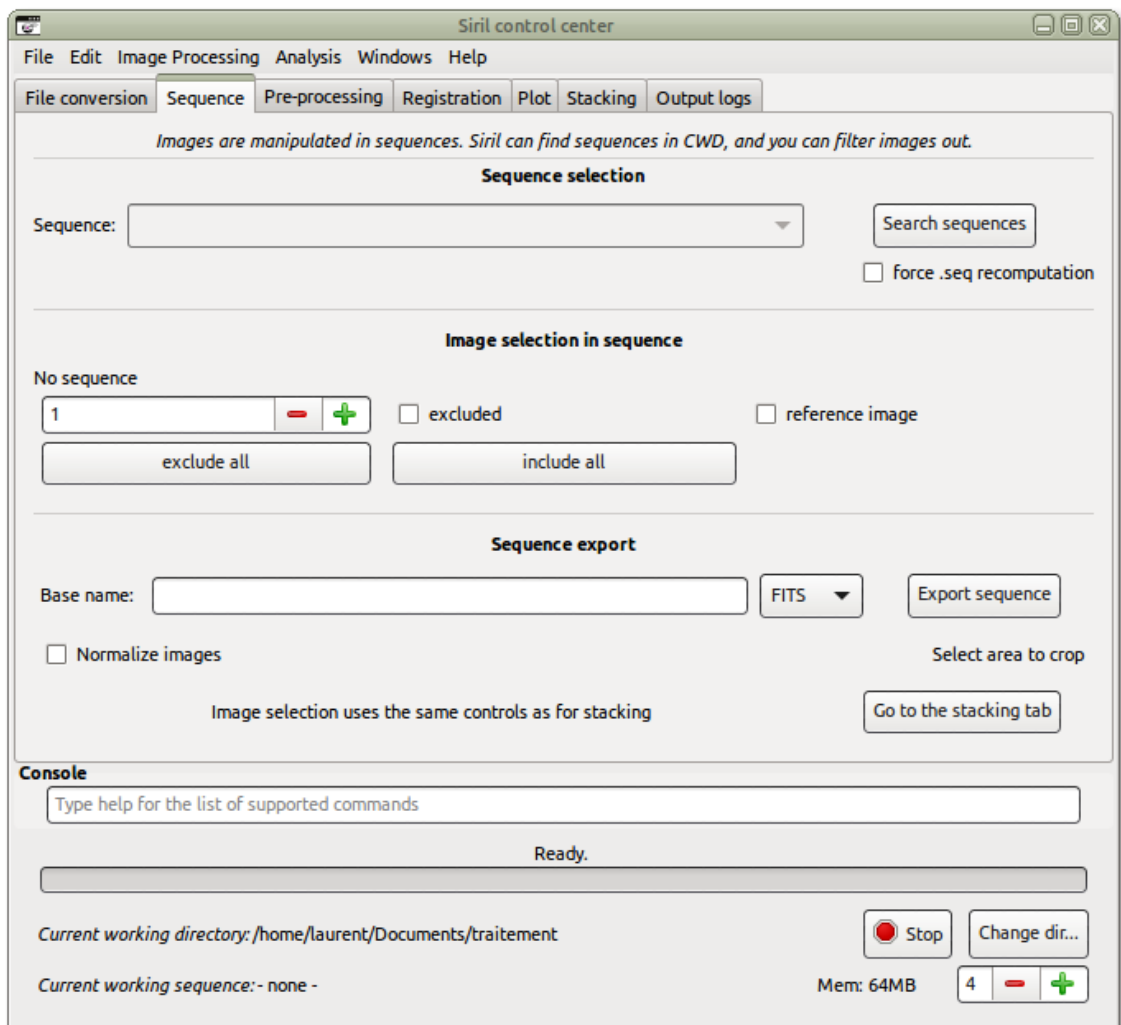 Siril control center
File Edit Image Processing Analysis Windows Help
File conversion Sequence Pre-processing Registration Plot Stacking Output logs
Images are manipulated in sequences. Siril can find sequences in CWD, and you can filter images out.
Sequence selection
Sequence: Search sequences
force .seq recomputation
Image selection in sequence
No sequence
1 excluded reference image
exclude all include all
Sequence export
Base name: FITS Export sequence
Normalize images Select area to crop
Image selection uses the same controls as for stacking Go to the stacking tab
Console
Type help for the list of supported commands
Ready.
Current working directory: /home/laurent/Documents/traitement Stop Change dir...
Current working sequence: - none - Mem: 64MB 4